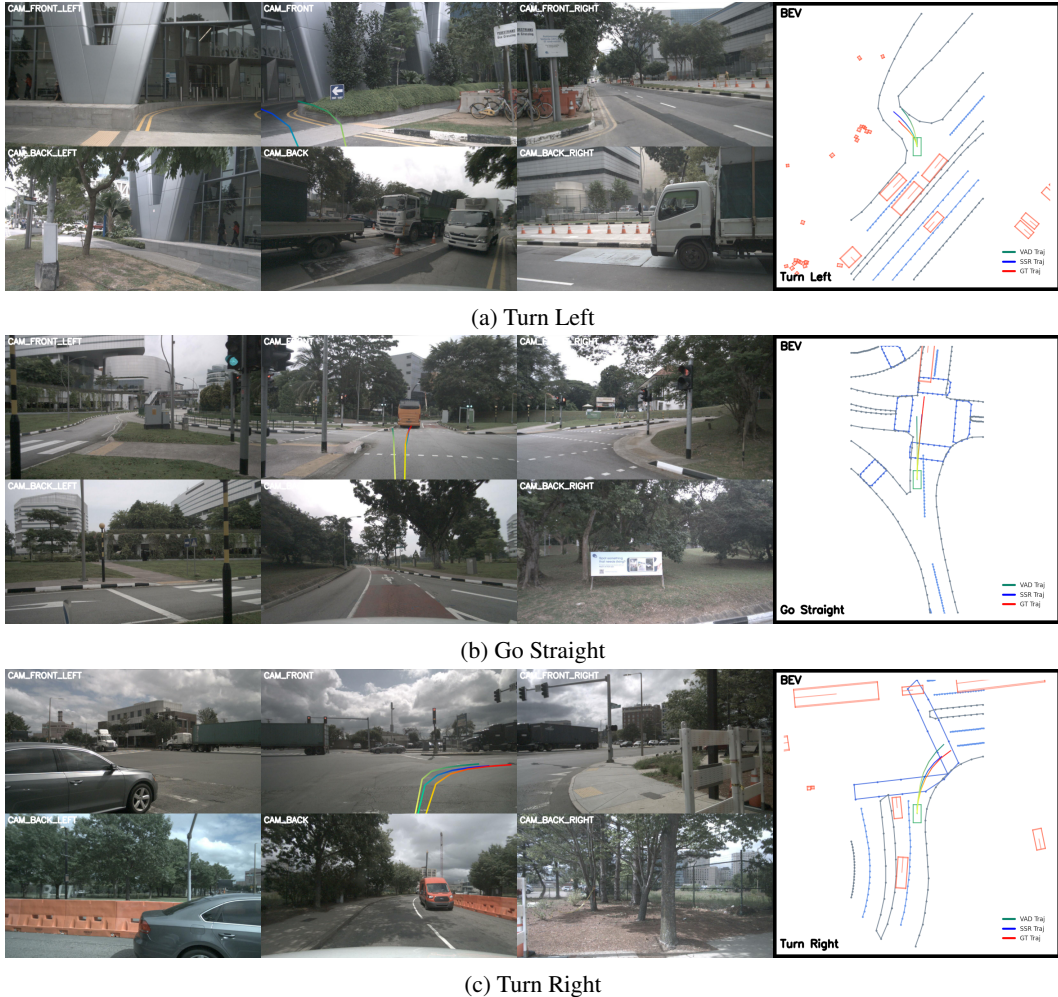 CAM_FRONT_LEFT
CAM_FRONT
CAM_FRONT_RIGHT
BEV
CAM_BACK_LEFT
CAM_BACK
CAM_BACK_RIGHT
VAD Traj
SSR Traj
GT Traj
Turn Left
(a) Turn Left
CAM_FRONT_LEFT
CAM_FRONT
CAM_FRONT_RIGHT
BEV
CAM_BACK_LEFT
CAM_BACK
CAM_BACK_RIGHT
VAD Traj
SSR Traj
GT Traj
Go Straight
(b) Go Straight
CAM_FRONT_LEFT
CAM_FRONT
CAM_FRONT_RIGHT
BEV
CAM_BACK_LEFT
CAM_BACK
CAM_BACK_RIGHT
VAD Traj
SSR Traj
GT Traj
Turn Right
(c) Turn Right